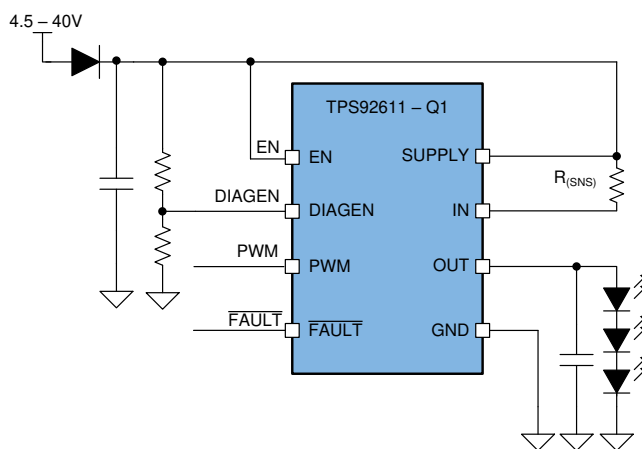 4.5 – 40V
TPS92611 – Q1
EN
EN
SUPPLY
R(SNS)
DIAGEN
DIAGEN
IN
PWM
PWM
OUT
FAULT
FAULT
GND